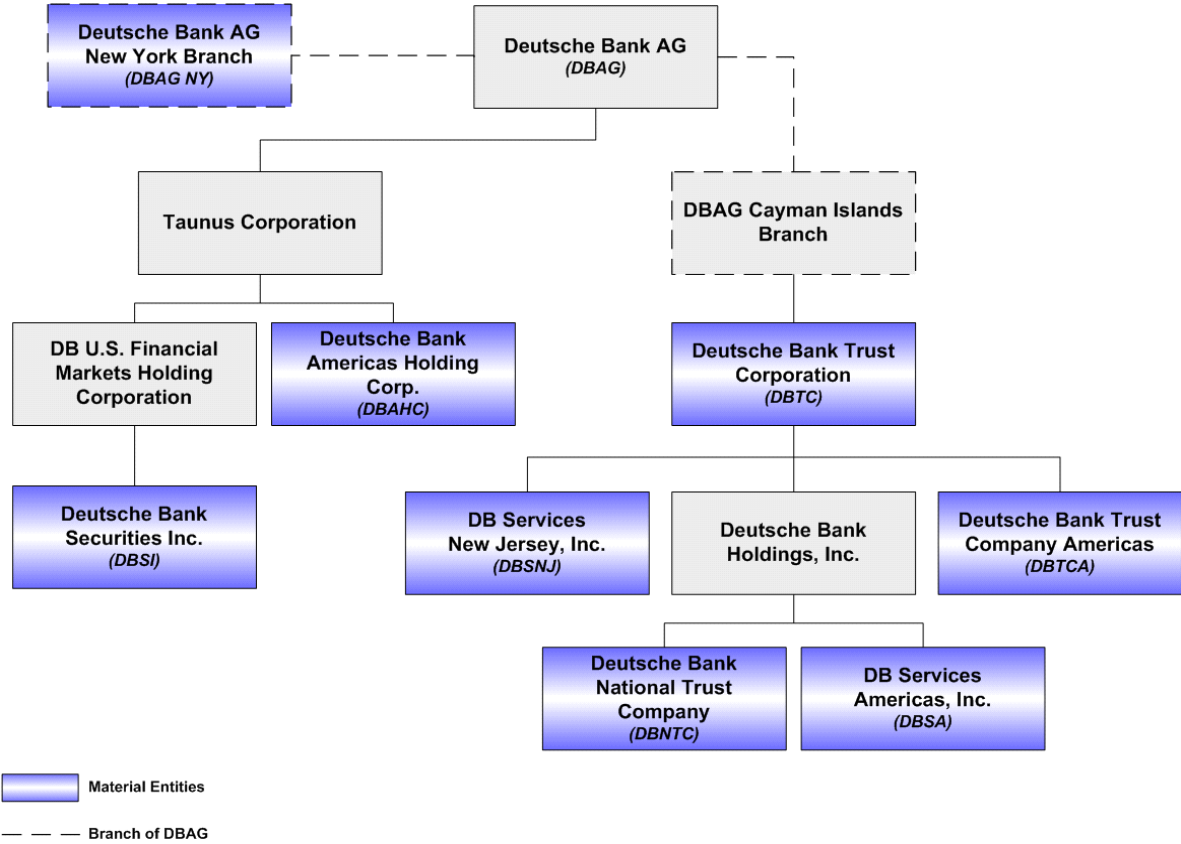 Deutsche Bank AG
New York Branch
(DBAG NY)
Deutsche Bank AG
(DBAG)
Taunus Corporation
DBAG Cayman Islands
Branch
DB U.S. Financial
Markets Holding
Corporation
Deutsche Bank
Americas Holding
Corp.
(DBAHC)
Deutsche Bank Trust
Corporation
(DBTC)
Deutsche Bank
Securities Inc.
(DBSI)
DB Services
New Jersey, Inc.
(DBSNJ)
Deutsche Bank
Holdings, Inc.
Deutsche Bank Trust
Company Americas
(DBTCA)
Deutsche Bank
National Trust
Company
(DBNTC)
DB Services
Americas, Inc.
(DBSA)
Material Entities
Branch of DBAG